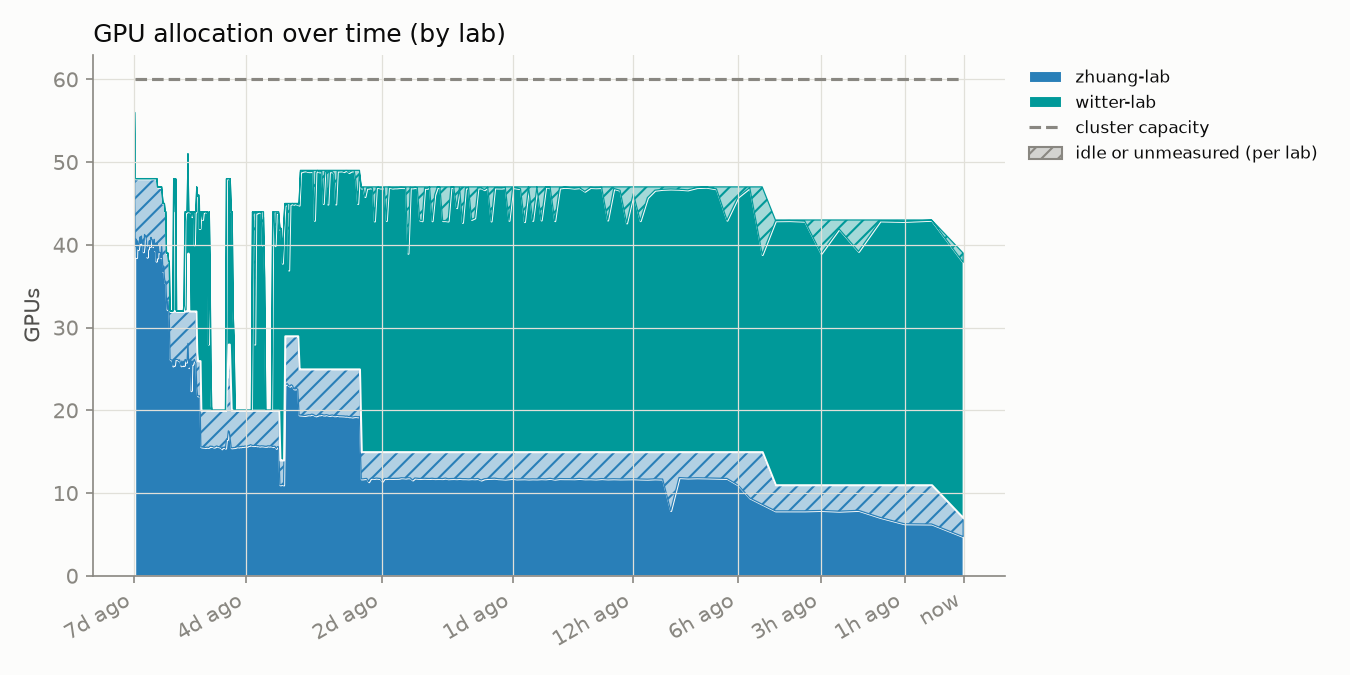 GPU allocation over time (by lab)
GPUs
60
50
40
30
20
10
0
7d ago
4d ago
2d ago
1d ago
12h ago
6h ago
3h ago
1h ago
now
zhuang-lab
witter-lab
cluster capacity
idle or unmeasured (per lab)